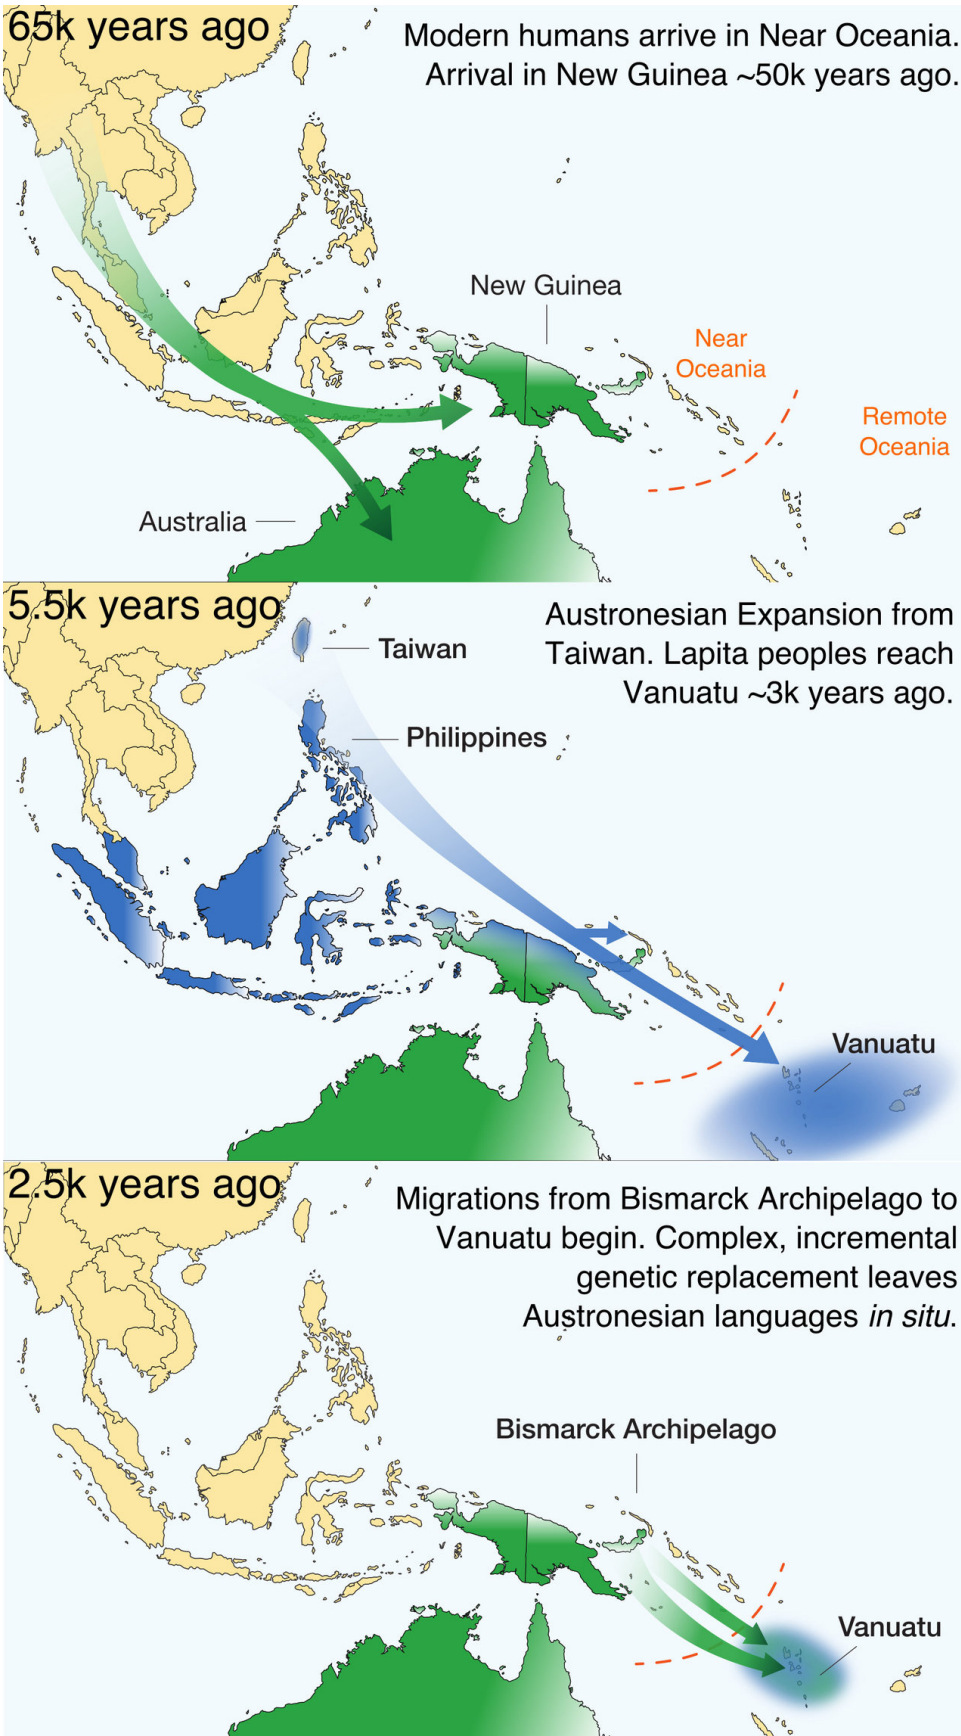 65k years ago
Modern humans arrive in Near Oceania.
Arrival in New Guinea ~50k years ago.
New Guinea
Near
Oceania
Remote
Oceania
Australia
5.5k years ago
Austronesian Expansion from
Taiwan. Lapita peoples reach
Vanuatu ~3k years ago.
Taiwan
Philippines
Vanuatu
2.5k years ago
Migrations from Bismarck Archipelago to
Vanuatu begin. Complex, incremental
genetic replacement leaves
Austronesian languages in situ.
Bismarck Archipelago
Vanuatu